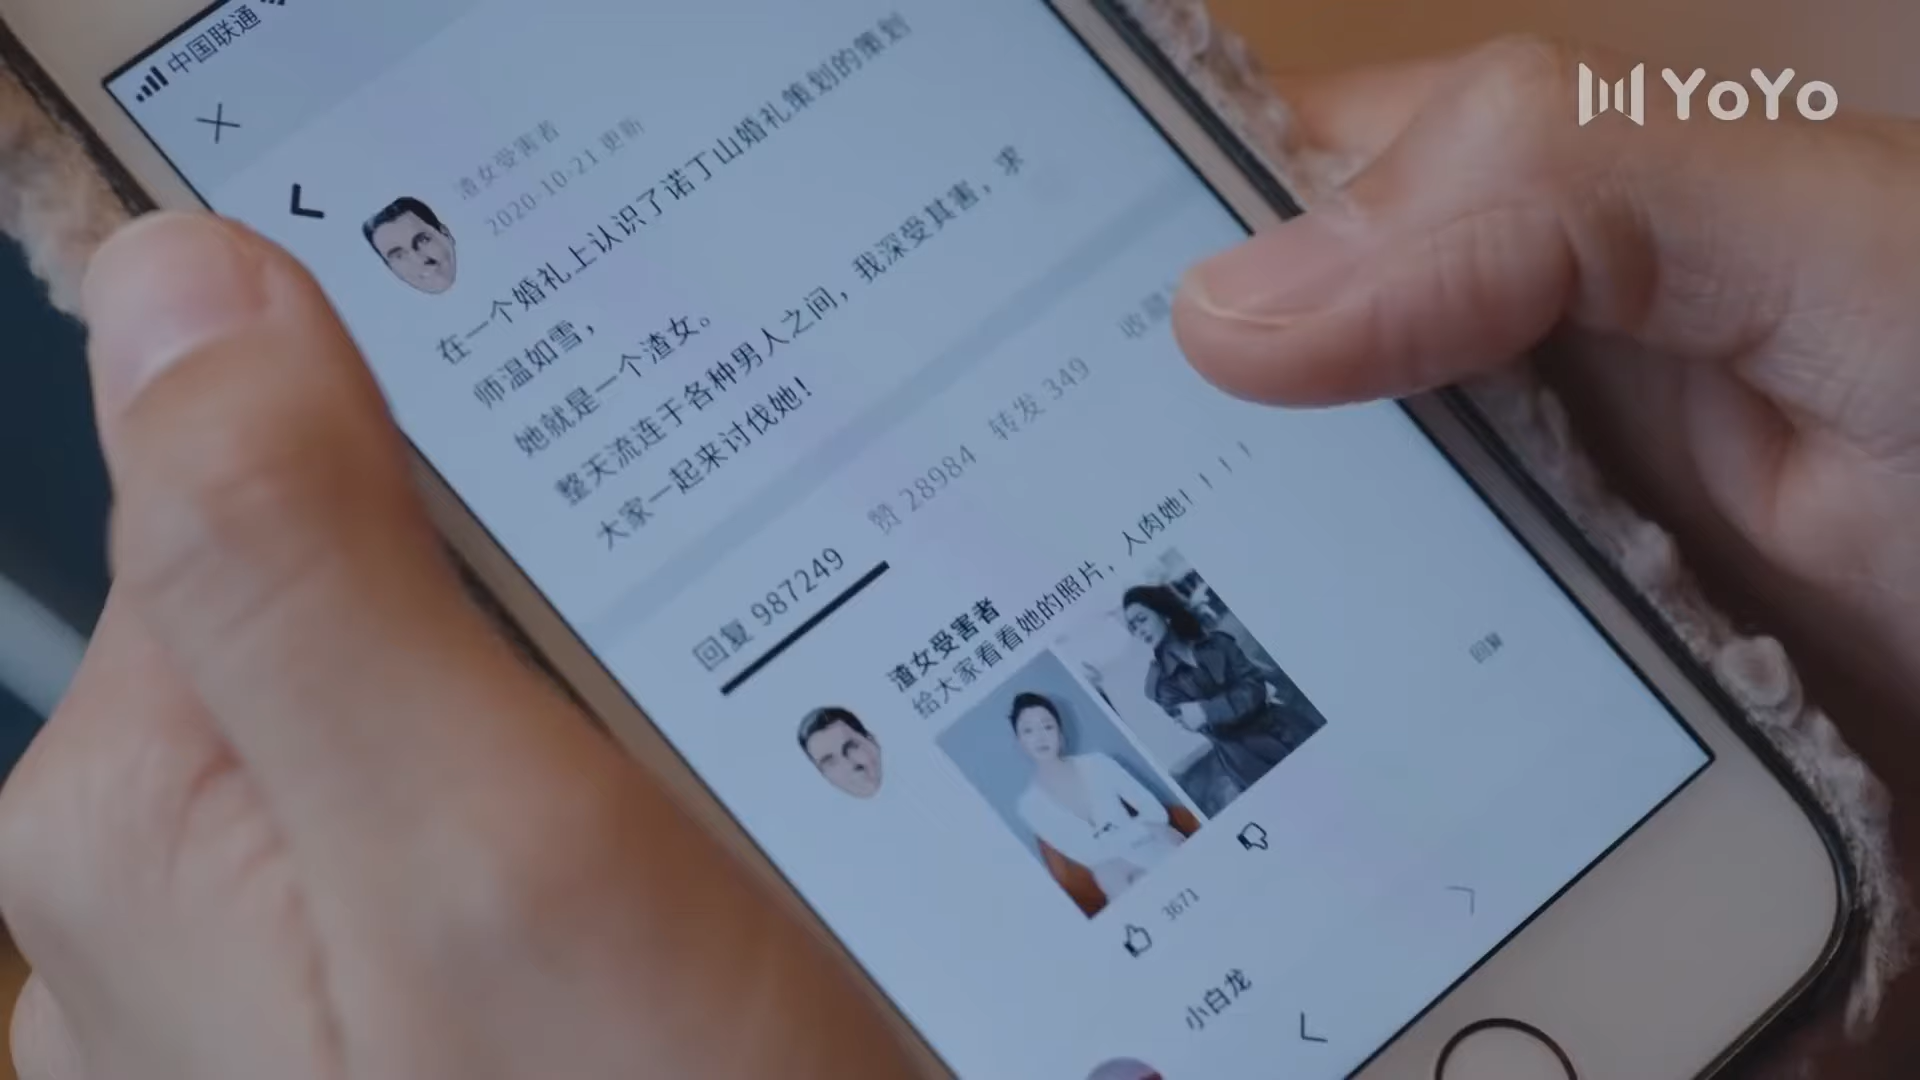 中国联通
YoYo
渣女受害者
2020-10-21 更新
在一个婚礼上认识了诺丁山婚礼策划的策划
师温如雪，
她就是一个渣女。
整天流连于各种男人之间，我深受其害，求
大家一起来讨伐她！
回复 987249 赞 28984 转发 349 收藏
渣女受害者
给大家看看她的照片，人肉她！！！！
回复
3671
小白龙